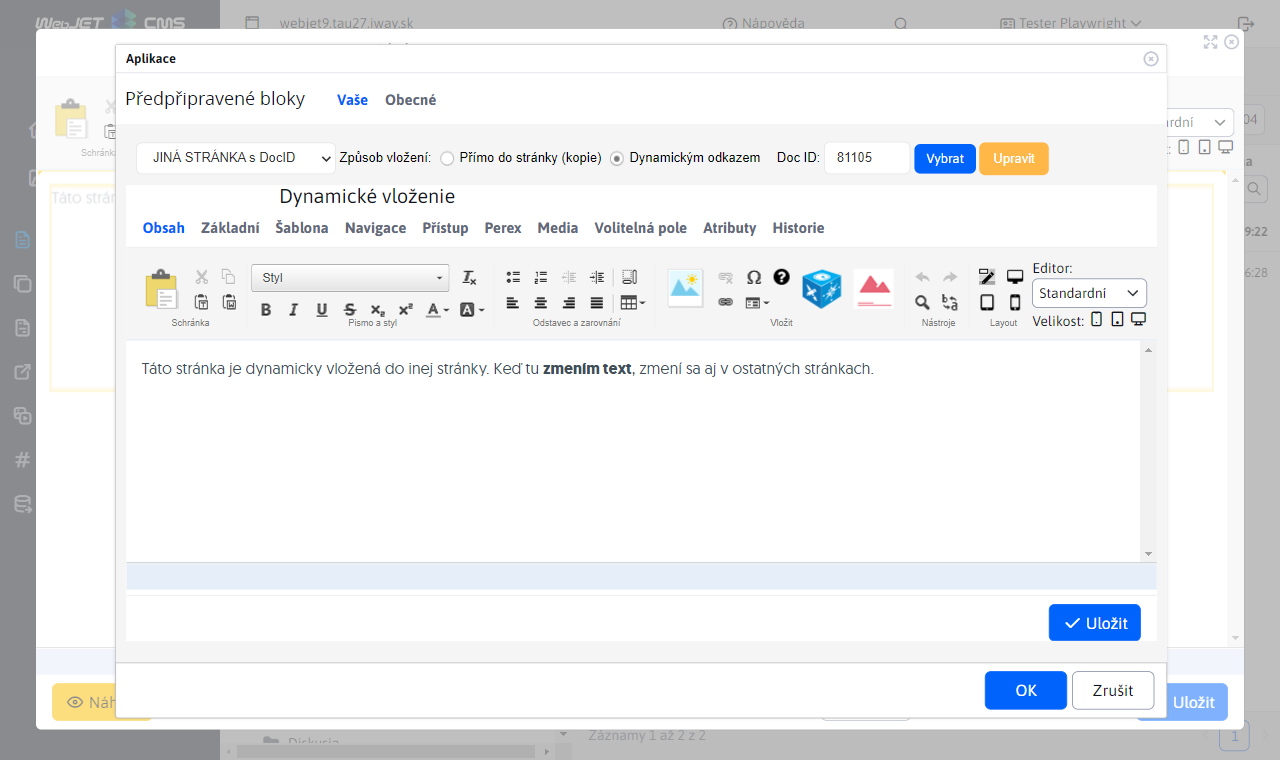 WebJET CMS
webjet9.tau27.iway.sk
Nápověda
Tester Playwright
Aplikace
Předpřipravené bloky Vaše Obecné
JINÁ STRÁNKA s DocID Způsob vložení: Přímo do stránky (kopie) Dynamickým odkazem Doc ID: 81105 Vybrat Upravit
Dynamické vloženie
Obsah Základní Šablona Navigace Přístup Perex Media Volitelná pole Atributy Historie
Styl
Editor:
Standardní
Velikost:
Schránka Písmo a styl Odstavec a zarovnání Vložit Nástroje Layout
Táto stránka je dynamicky vložená do inej stránky. Keď tu zmením text, zmení sa aj v ostatných stránkach.
Uložit
OK Zrušit
Táto strán
rdní
04
9:22
6:28
Náh
Uložit
Diskusia
Záznamy 1 až 2 z 2
1